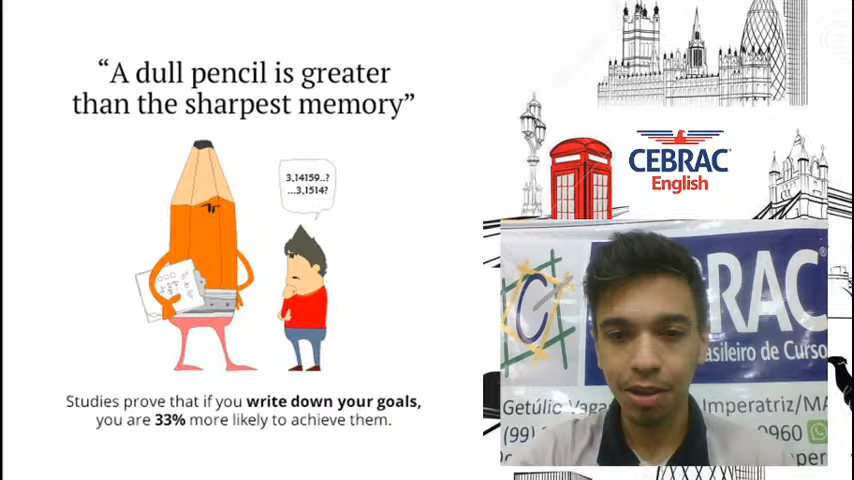 “A dull pencil is greater
than the sharpest memory”
3,14159..?
...3,1514?
Studies prove that if you write down your goals,
you are 33% more likely to achieve them.
CEBRAC
English
C
RAC
asileiro de Curso
Getúlio Vargas Imperatriz/MA
(99) 9960